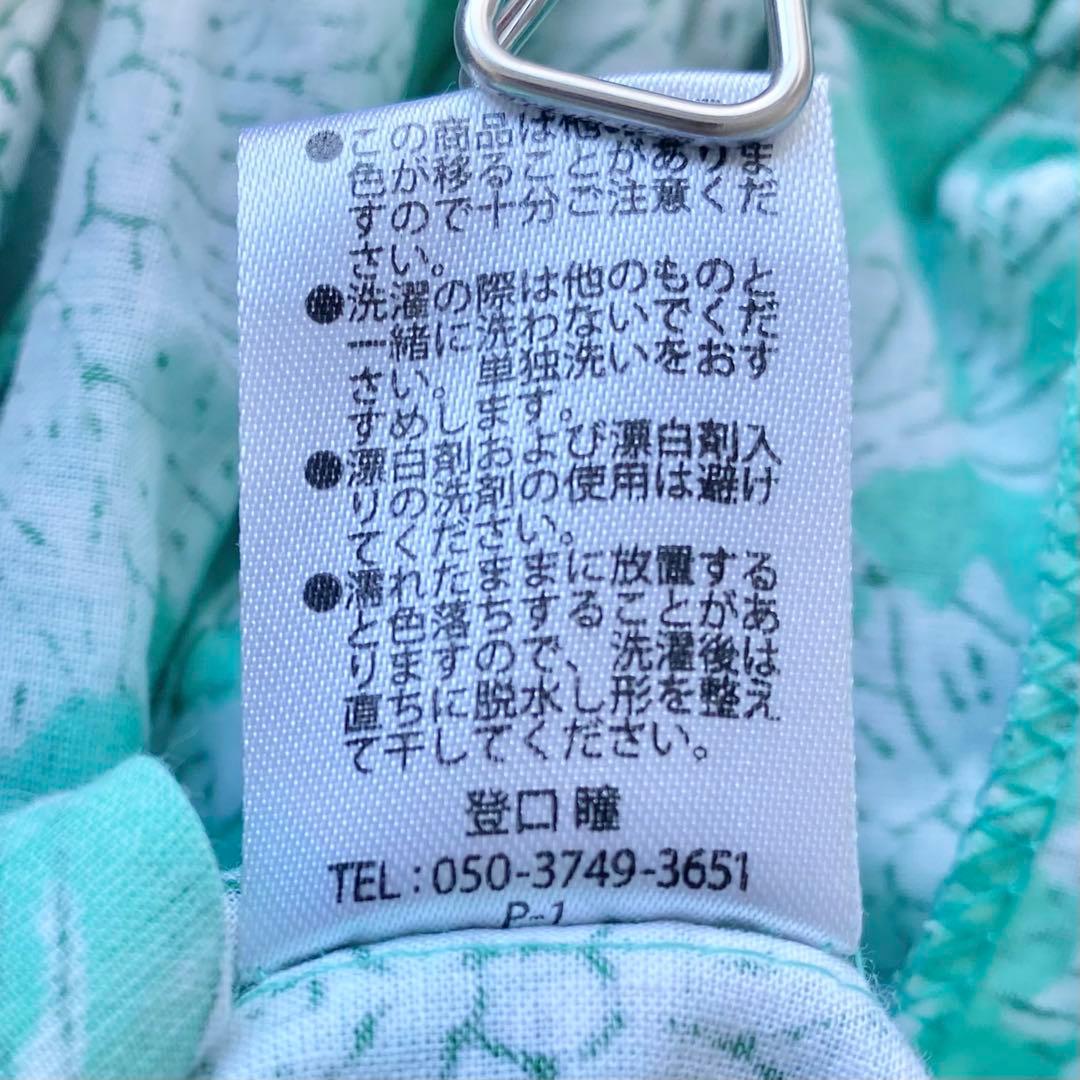 ●この商品は
色が移ることがありま
すので十分ご注意くだ
さい。
●洗濯の際は他のものと
一緒に洗わないでくだ
さい。単独洗いをおす
すめします。
●漂白剤および漂白剤入
りの洗剤の使用は避け
てください。
●濡れたままに放置する
と色落ちすることがあ
りますので、洗濯後は
直ちに脱水し形を整え
て干してください。
登口 瞳
TEL : 050-3749-3651
P-1